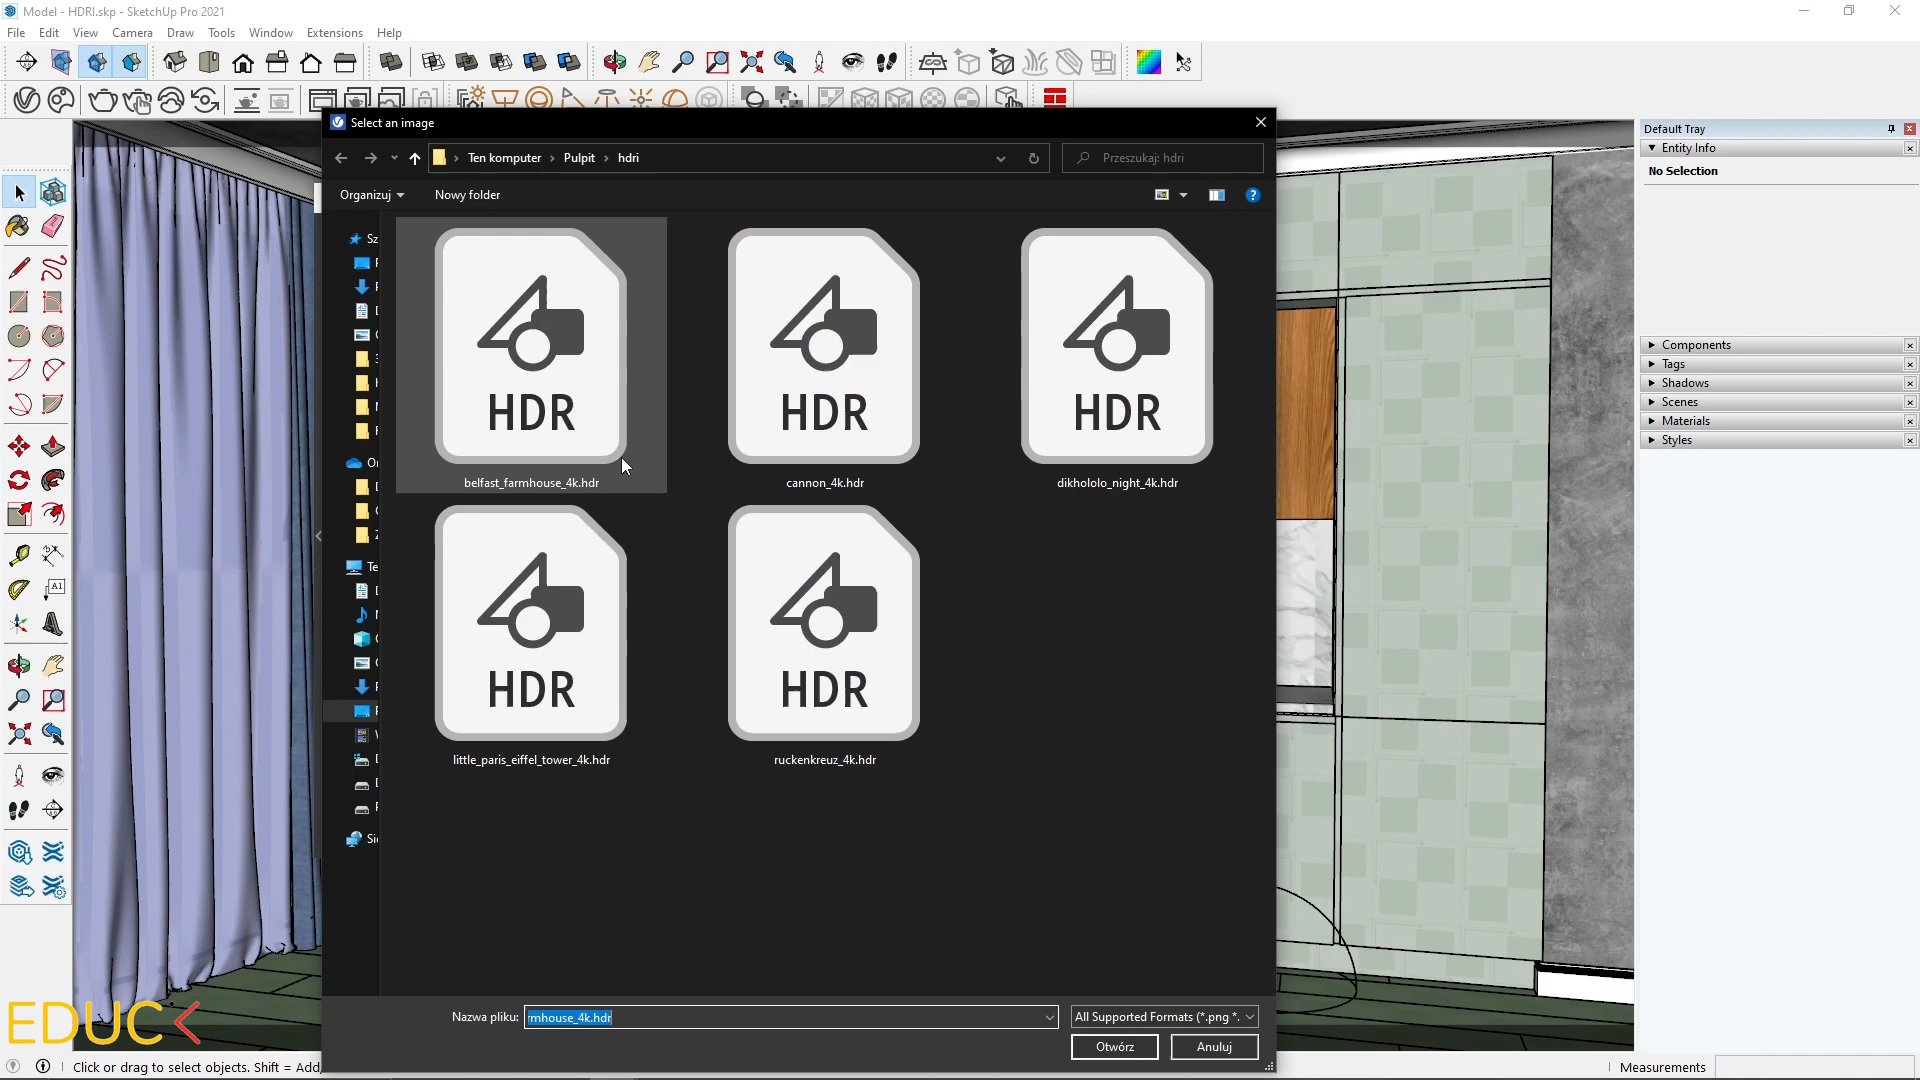 Model - HDRI.skp - SketchUp Pro 2021
File Edit View Camera Draw Tools Window Extensions Help
Select an image
Ten komputer › Pulpit › hdri
Przeszukaj: hdri
Organizuj
Nowy folder
HDR
belfast_farmhouse_4k.hdr
HDR
cannon_4k.hdr
HDR
dikhololo_night_4k.hdr
HDR
little_paris_eiffel_tower_4k.hdr
HDR
ruckenkreuz_4k.hdr
Nazwa pliku: rmhouse_4k.hdr
All Supported Formats (*.png *.
Otwórz
Anuluj
Default Tray
Entity Info
No Selection
Components
Tags
Shadows
Scenes
Materials
Styles
A1
EDUC
Click or drag to select objects. Shift = Add,
Measurements